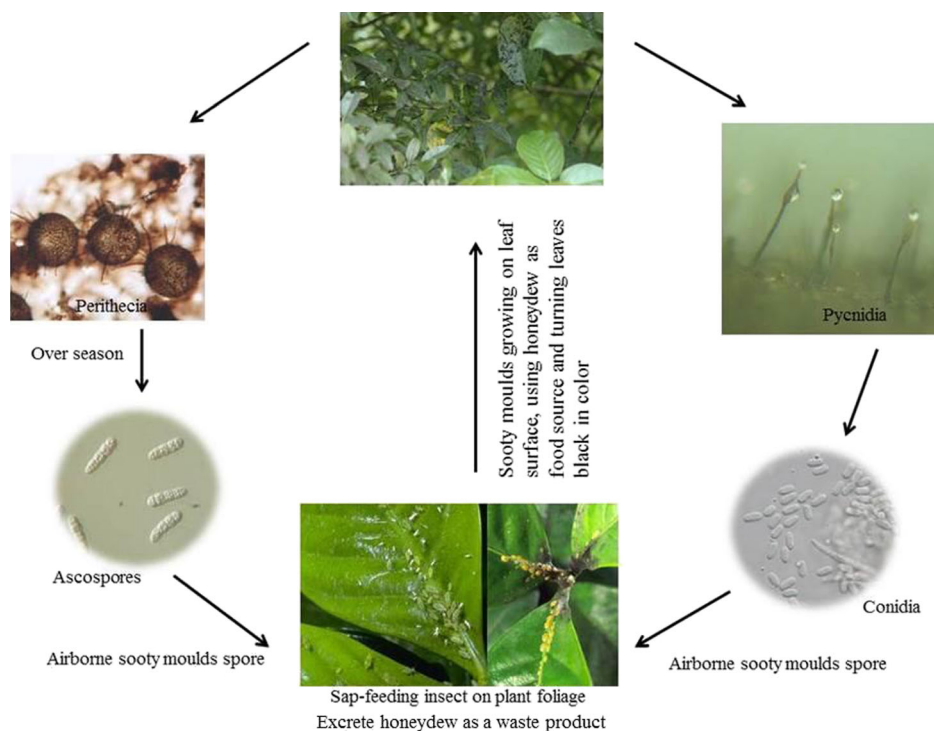 Perithecia
Over season
Ascospores
Airborne sooty moulds spore
Sooty moulds growing on leaf
surface, using honeydew as
food source and turning leaves
black in color
Pycnidia
Conidia
Airborne sooty moulds spore
Sap-feeding insect on plant foliage
Excrete honeydew as a waste product